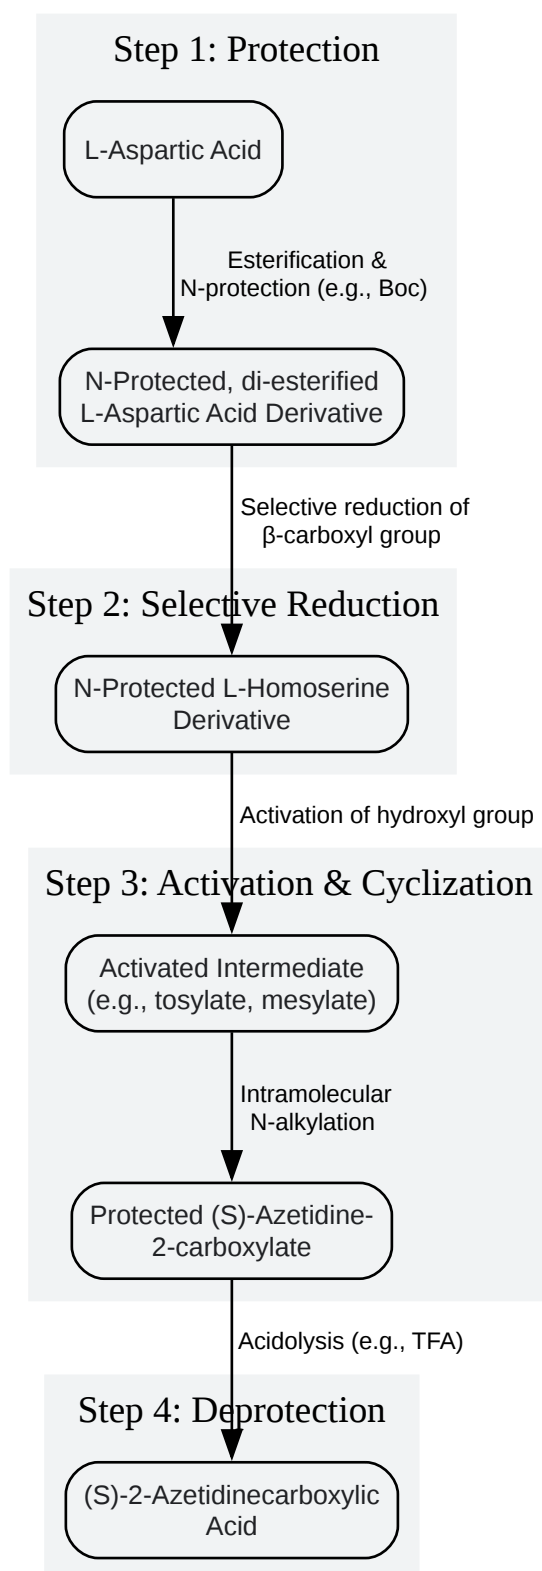 Step 1: Protection
L-Aspartic Acid
Esterification &
N-protection (e.g., Boc)
N-Protected, di-esterified
L-Aspartic Acid Derivative
Selective reduction of
β-carboxyl group
Step 2: Selective Reduction
N-Protected L-Homoserine
Derivative
Activation of hydroxyl group
Step 3: Activation & Cyclization
Activated Intermediate
(e.g., tosylate, mesylate)
Intramolecular
N-alkylation
Protected (S)-Azetidine-
2-carboxylate
Acidolysis (e.g., TFA)
Step 4: Deprotection
(S)-2-Azetidinecarboxylic
Acid